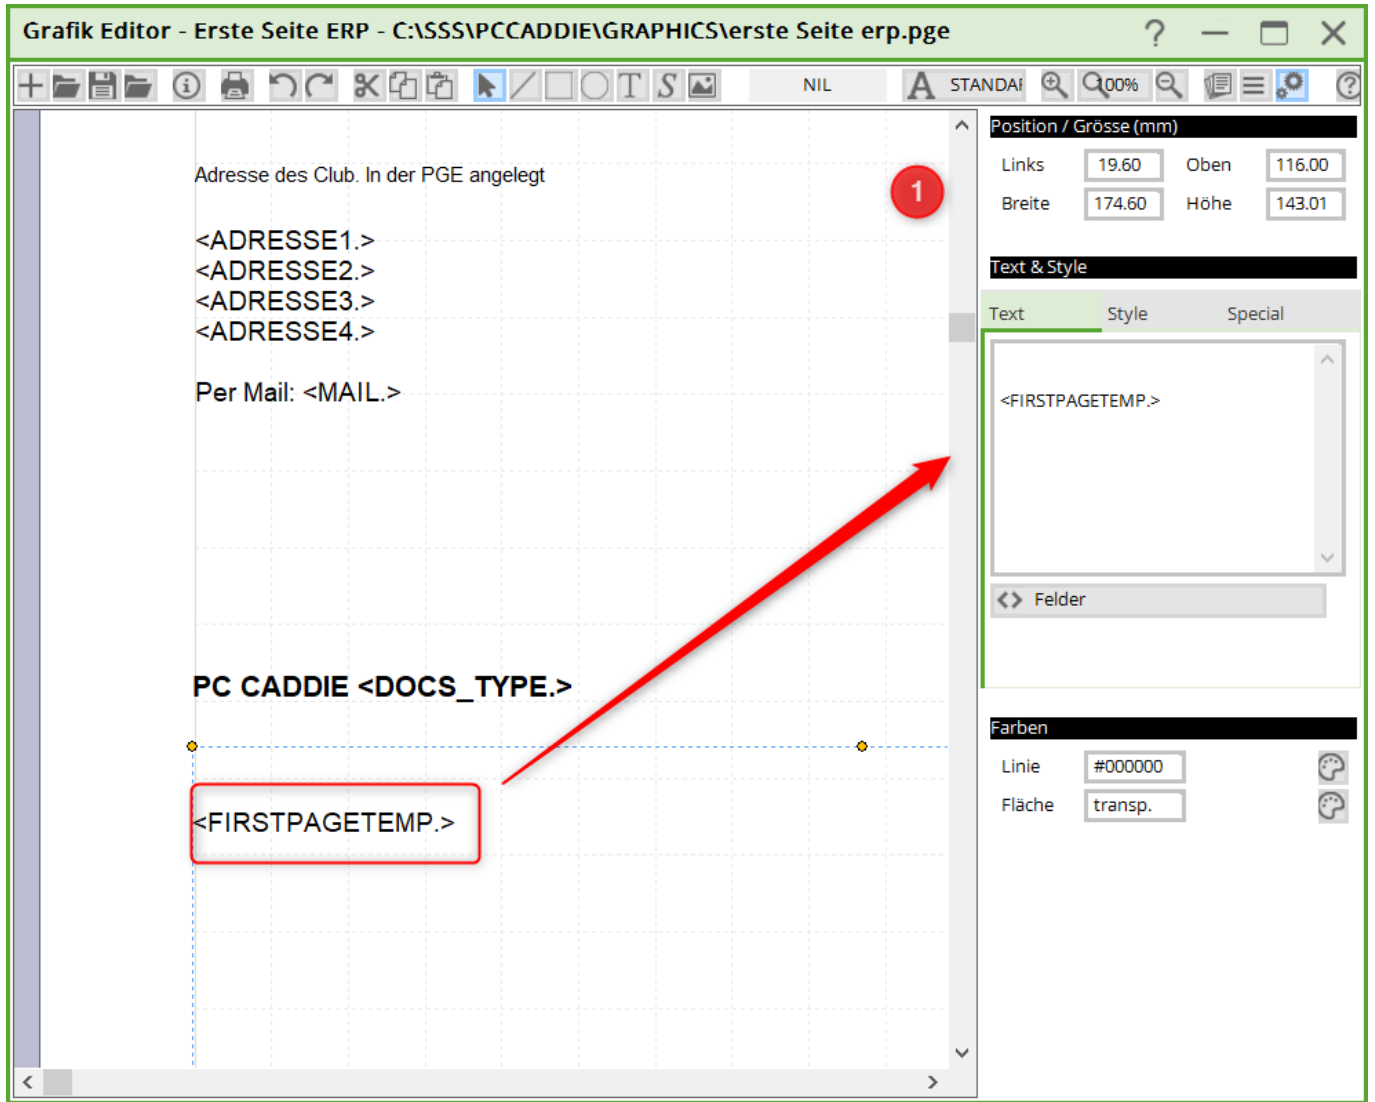 Grafik Editor - Erste Seite ERP - C:\SSS\PCCADDIE\GRAPHICS\erste Seite erp.pge
NIL
A STANDAI
100%
Adresse des Club. In der PGE angelegt
1
<ADRESSE1.>
<ADRESSE2.>
<ADRESSE3.>
<ADRESSE4.>
Per Mail: <MAIL.>
PC CADDIE <DOCS_TYPE.>
<FIRSTPAGETEMP.>
Position / Grösse (mm)
Links 19.60 Oben 116.00
Breite 174.60 Höhe 143.01
Text & Style
Text Style Special
<FIRSTPAGETEMP.>
<> Felder
Farben
Linie #000000
Fläche transp.